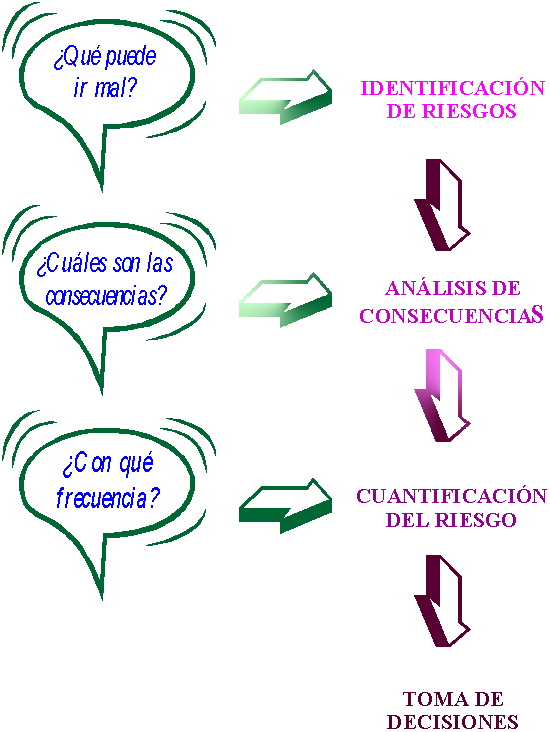 ¿Qué puede
ir mal?
IDENTIFICACIÓN
DE RIESGOS
¿Cuáles son las
consecuencias?
ANÁLISIS DE
CONSECUENCIAS
¿Con qué
frecuencia?
CUANTIFICACIÓN
DEL RIESGO
TOMA DE
DECISIONES